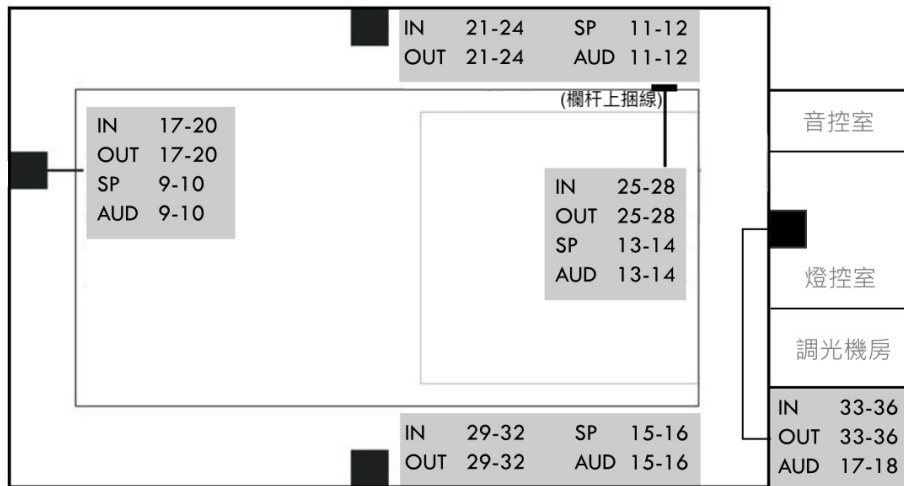 IN 21-24 SP 11-12
OUT 21-24 AUD 11-12
(欄杆上捆線)
IN 17-20
OUT 17-20
SP 9-10
AUD 9-10
IN 25-28
OUT 25-28
SP 13-14
AUD 13-14
音控室
燈控室
調光機房
IN 29-32 SP 15-16
OUT 29-32 AUD 15-16
IN 33-36
OUT 33-36
AUD 17-18